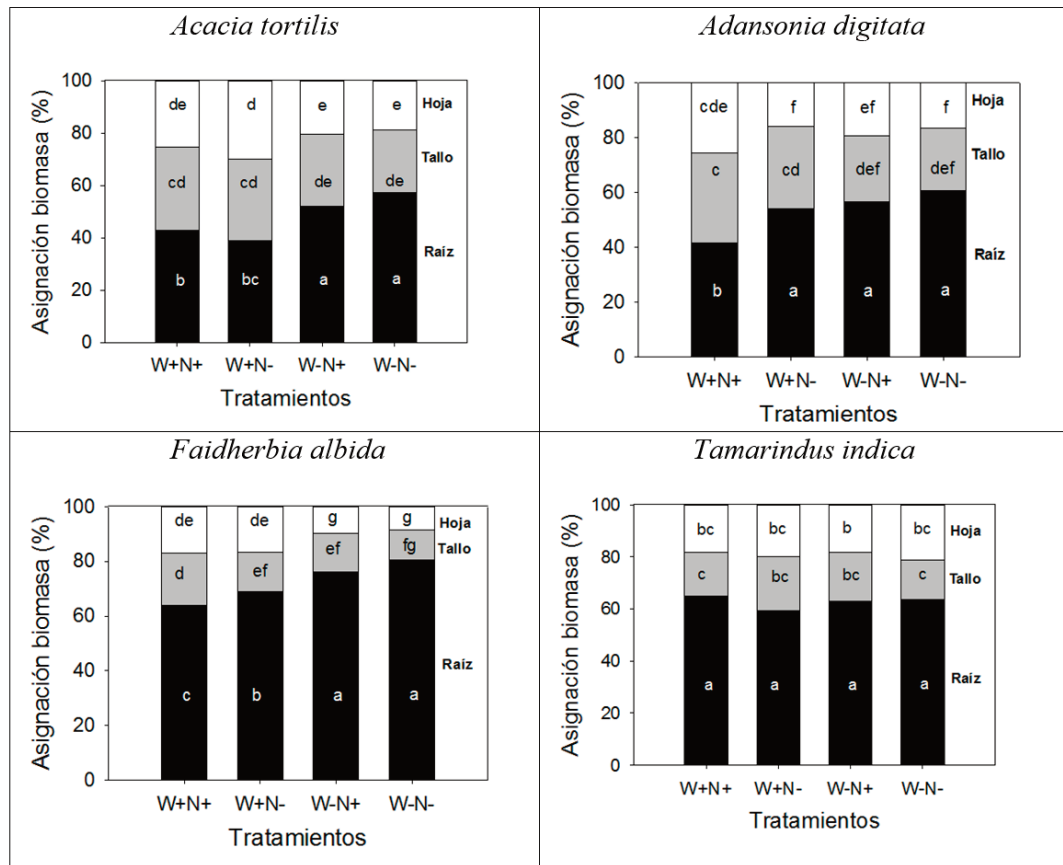 Acacia tortilis
Asignación biomasa (%)
100
80
60
40
20
0
de d e e
cd cd de de
b bc a a
Hoja
Tallo
Raíz
W+N+ W+N- W-N+ W-N-
Tratamientos
Adansonia digitata
Asignación biomasa (%)
100
80
60
40
20
0
cde f ef f
c cd def def
b a a a
Hoja
Tallo
Raíz
W+N+ W+N- W-N+ W-N-
Tratamientos
Faidherbia albida
Asignación biomasa (%)
100
80
60
40
20
0
de de g g
d ef ef fg
c b a a
Hoja
Tallo
Raíz
W+N+ W+N- W-N+ W-N-
Tratamientos
Tamarindus indica
Asignación biomasa (%)
100
80
60
40
20
0
bc bc b bc
c bc bc c
a a a a
Hoja
Tallo
Raíz
W+N+ W+N- W-N+ W-N-
Tratamientos